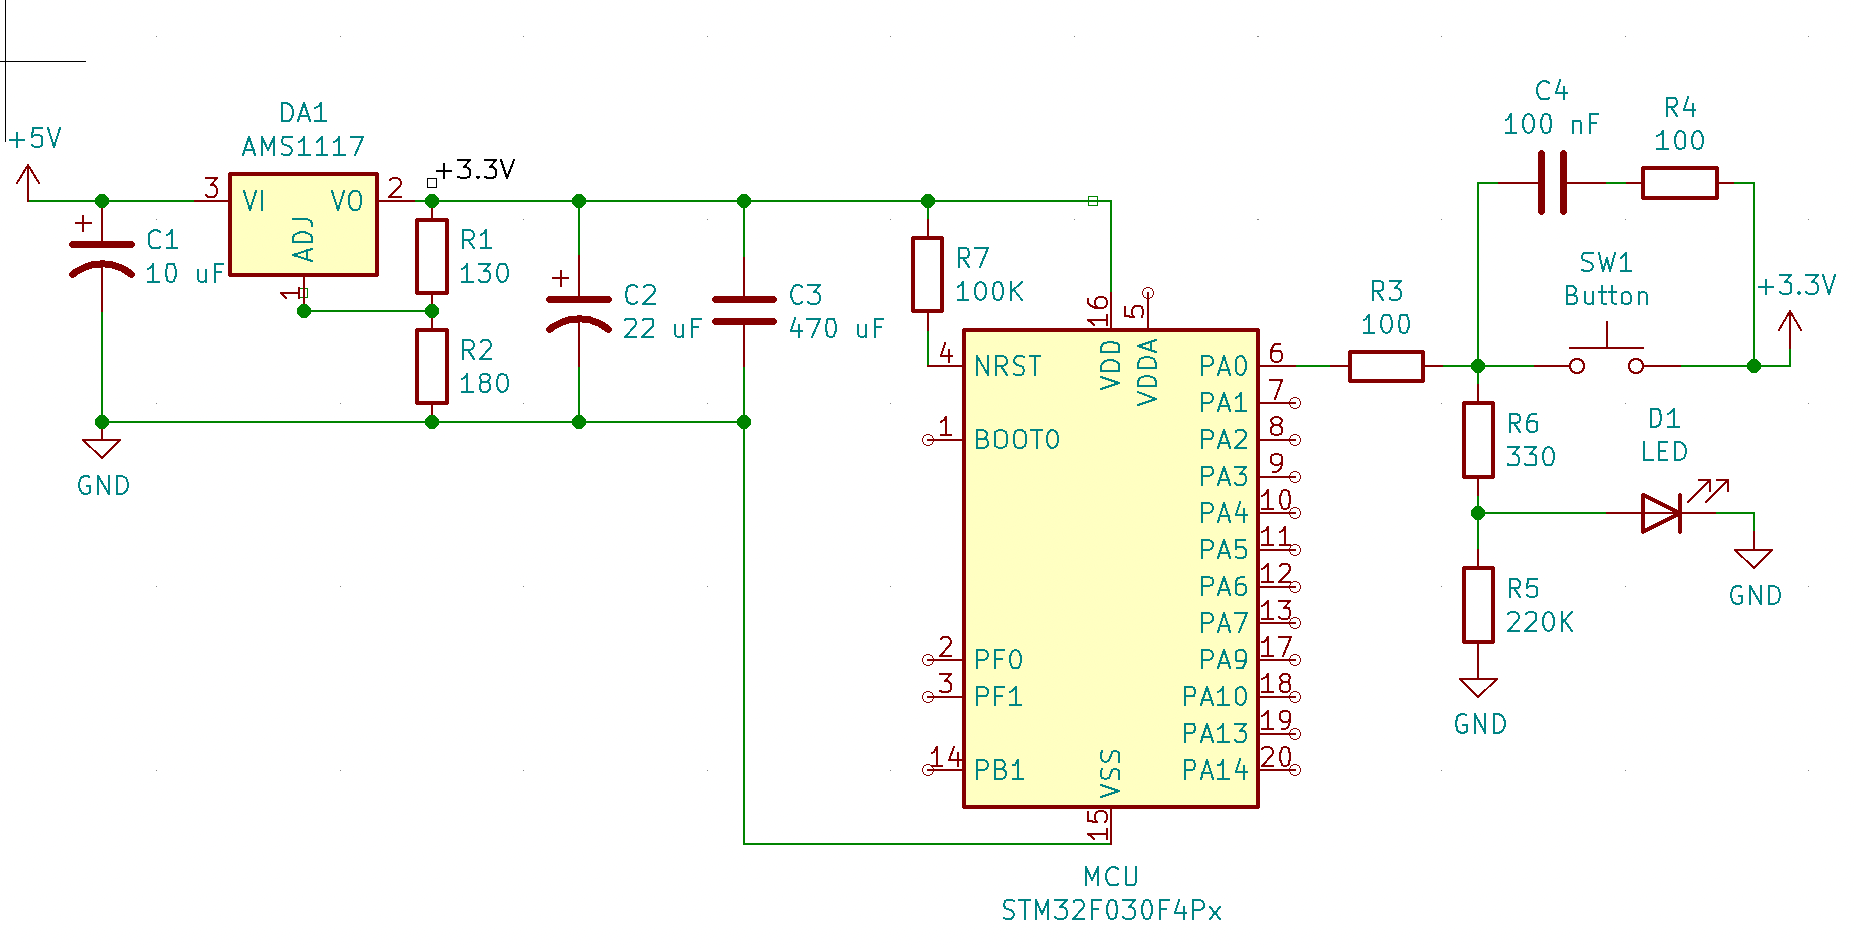 +5V
DA1
AMS1117
3
VI
VO
2
ADJ
1
+
C1
10 uF
GND
+3.3V
R1
130
R2
180
+
C2
22 uF
C3
470 uF
R7
100K
16
5
4
NRST
VDD
VDDA
1
BOOT0
2
PF0
3
PF1
14
PB1
VSS
15
PA0
6
PA1
7
PA2
8
PA3
9
PA4
10
PA5
11
PA6
12
PA7
13
PA9
17
PA10
18
PA13
19
PA14
20
MCU
STM32F030F4Px
R3
100
C4
100 nF
R4
100
SW1
Button
+3.3V
R6
330
D1
LED
GND
R5
220K
GND